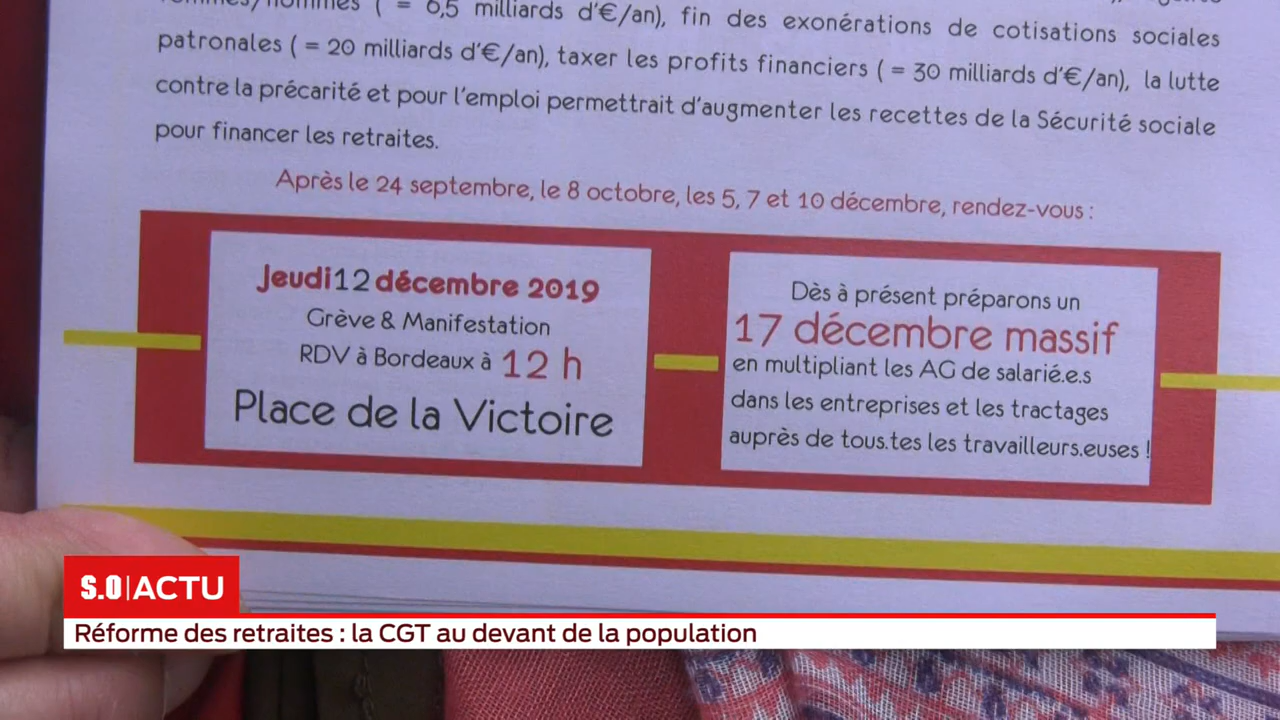 femmes/hommes ( = 6,5 milliards d'€/an), fin des exonérations de cotisations sociales
patronales ( = 20 milliards d'€/an), taxer les profits financiers ( = 30 milliards d'€/an), la lutte
contre la précarité et pour l'emploi permettrait d'augmenter les recettes de la Sécurité sociale
pour financer les retraites.
Après le 24 septembre, le 8 octobre, les 5, 7 et 10 décembre, rendez-vous :
Jeudi 12 décembre 2019
Grève & Manifestation
RDV à Bordeaux à 12 h
Place de la Victoire
Dès à présent préparons un
17 décembre massif
en multipliant les AG de salarié.e.s
dans les entreprises et les tractages
auprès de tous.tes les travailleurs.euses !
S.O|ACTU
Réforme des retraites : la CGT au devant de la population